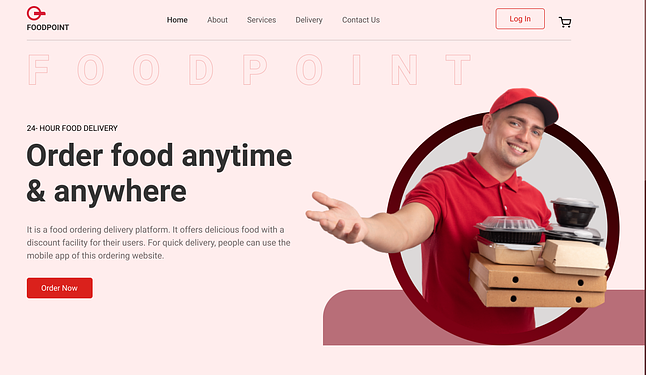 FOODPOINT
Home About Services Delivery Contact Us
Log In
FOODPOINT
24- HOUR FOOD DELIVERY
Order food anytime
& anywhere
It is a food ordering delivery platform. It offers delicious food with a
discount facility for their users. For quick delivery, people can use the
mobile app of this ordering website.
Order Now